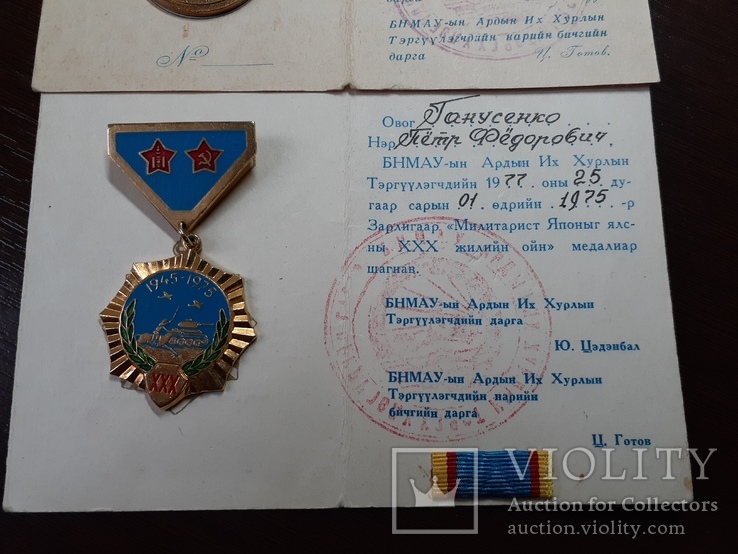 дарга
БНМАУ-ын Ардын Их Хурлын
Тэргүүлэгчдийн нарийн бичгийн
дарга Ц. Готов.
№
Овог Ганусенко
Нэр Пётр Фёдорович,
БНМАУ-ын Ардын Их Хурлын
Тэргүүлэгчдийн 1977 оны 25 ду-
гаар сарын 01 өдрийн 1975 -р
Зарлигаар «Милитарист Японыг ялс-
ны XXX жилийн ойн» медалиар
шагнав.
БНМАУ-ын Ардын Их Хурлын
Тэргүүлэгчдийн дарга
Ю. Цэдэнбал
БНМАУ-ын Ардын Их Хурлын
Тэргүүлэгчдийн нарийн
бичгийн дарга
Ц. Готов
1945-1975
XXX
VIOLITY
Auction for Collectors
auction.violity.com